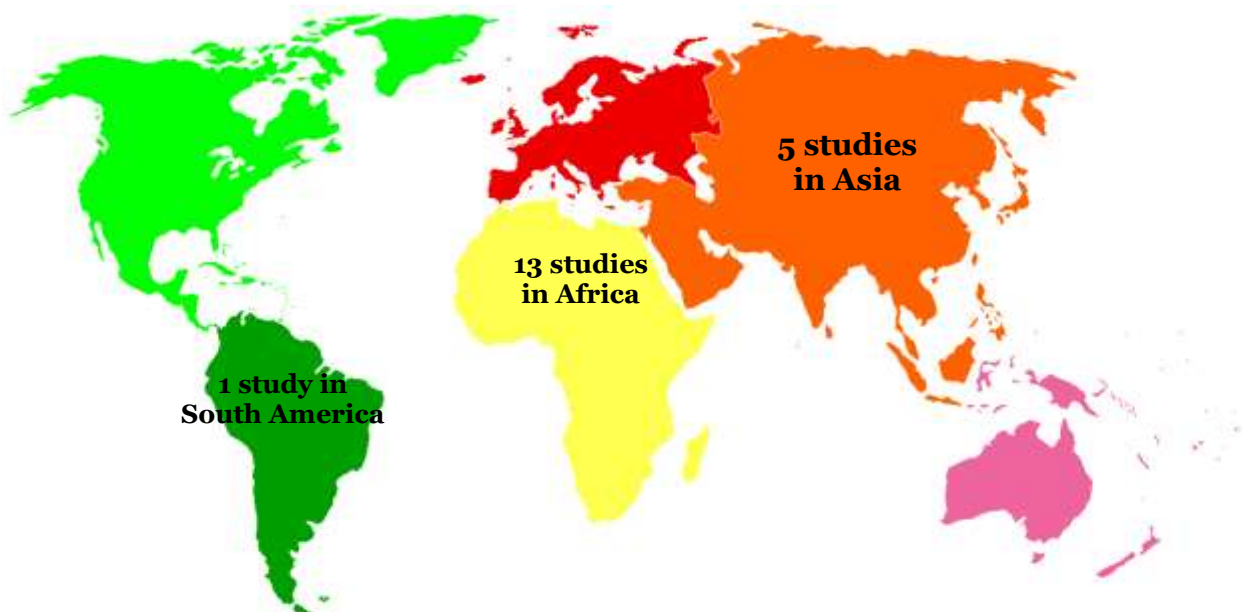 5 studies
in Asia
13 studies
in Africa
1 study in
South America